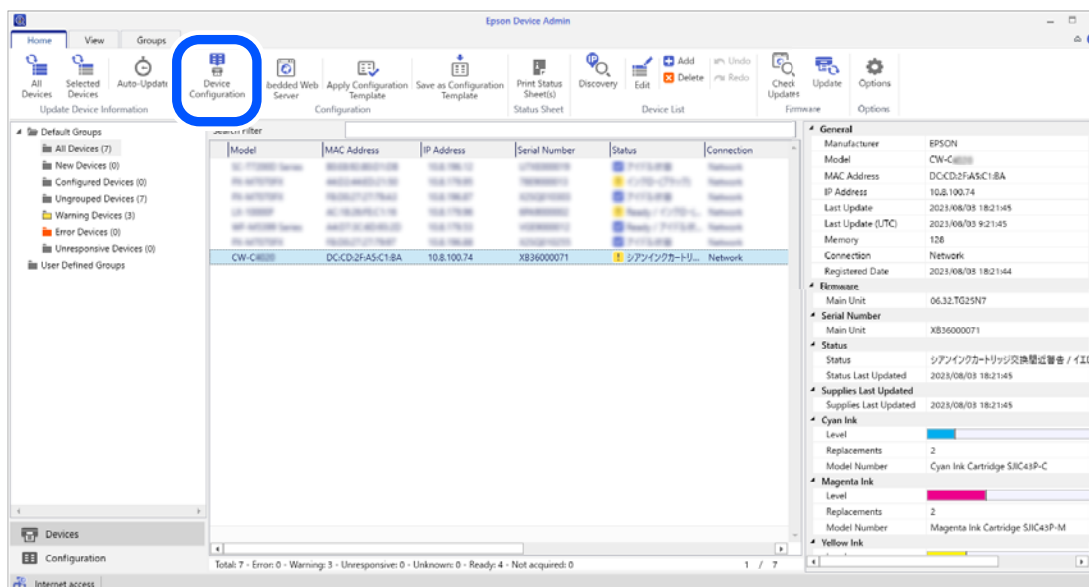 Epson Device Admin
Home View Groups
All Devices
Selected Devices
Auto-Update
Update Device Information
Device Configuration
bedded Web Server
Apply Configuration Template
Save as Configuration Template
Configuration
Print Status Sheet(s)
Status Sheet
Discovery
Edit
Add
Delete
Undo
Redo
Device List
Check Updates
Update
Firmware
Options
Options
Default Groups
All Devices (7)
New Devices (0)
Configured Devices (0)
Ungrouped Devices (7)
Warning Devices (3)
Error Devices (0)
Unresponsive Devices (0)
User Defined Groups
Devices
Configuration
Search Filter
Model MAC Address IP Address Serial Number Status Connection
CW-C DC:CD:2F:A5:C1:BA 10.8.100.74 XB36000071 シアンインクカートリ... Network
Total: 7 - Error: 0 - Warning: 3 - Unresponsive: 0 - Unknown: 0 - Ready: 4 - Not acquired: 0 1 / 7
General
Manufacturer EPSON
Model CW-C
MAC Address DC:CD:2F:A5:C1:BA
IP Address 10.8.100.74
Last Update 2023/08/03 18:21:45
Last Update (UTC) 2023/08/03 9:21:45
Memory 128
Connection Network
Registered Date 2023/08/03 18:21:44
Firmware
Main Unit 06.32.TG25N7
Serial Number
Main Unit XB36000071
Status
Status シアンインクカートリッジ交換間近警告 / イエロ
Status Last Updated 2023/08/03 18:21:45
Supplies Last Updated
Supplies Last Updated 2023/08/03 18:21:45
Cyan Ink
Level
Replacements 2
Model Number Cyan Ink Cartridge SJIC43P-C
Magenta Ink
Level
Replacements 2
Model Number Magenta Ink Cartridge SJIC43P-M
Yellow Ink
Internet access